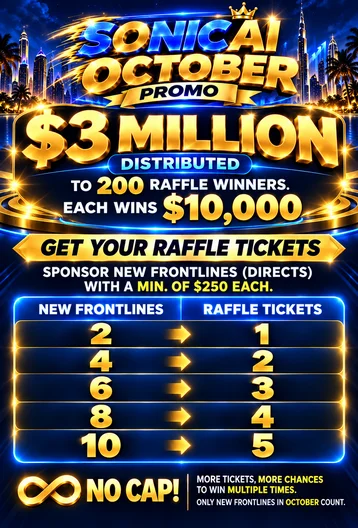 SONICAI
OCTOBER
PROMO
$3 MILLION
DISTRIBUTED
TO 200 RAFFLE WINNERS.
EACH WINS $10,000
GET YOUR RAFFLE TICKETS
SPONSOR NEW FRONTLINES (DIRECTS)
WITH A MIN. OF $250 EACH.
NEW FRONTLINES RAFFLE TICKETS
2 → 1
4 → 2
6 → 3
8 → 4
10 → 5
NO CAP!
MORE TICKETS, MORE CHANCES
TO WIN MULTIPLE TIMES.
ONLY NEW FRONTLINES IN OCTOBER COUNT.